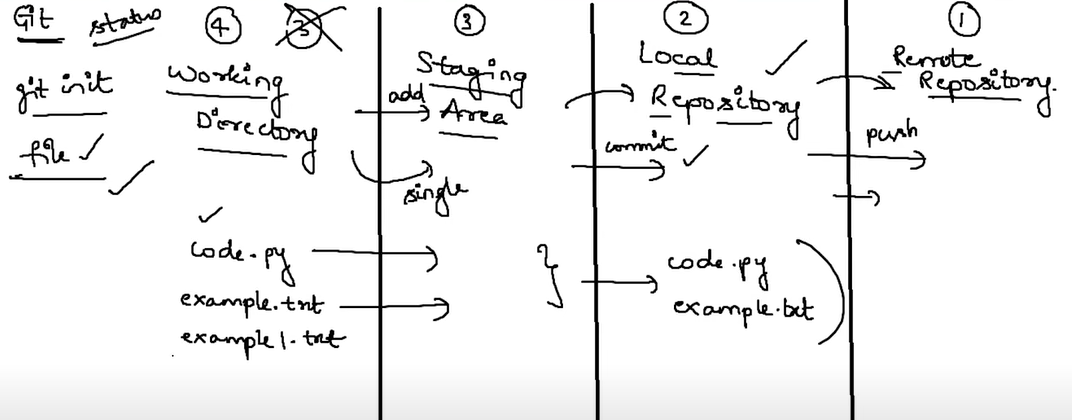 Git status
git init
file
④
3
Working
Directory
③
Staging
Area
add
single
②
Local
Repository
commit
①
Remote
Repository.
push
code.py
example.txt
example1.txt
code.py
example.txt